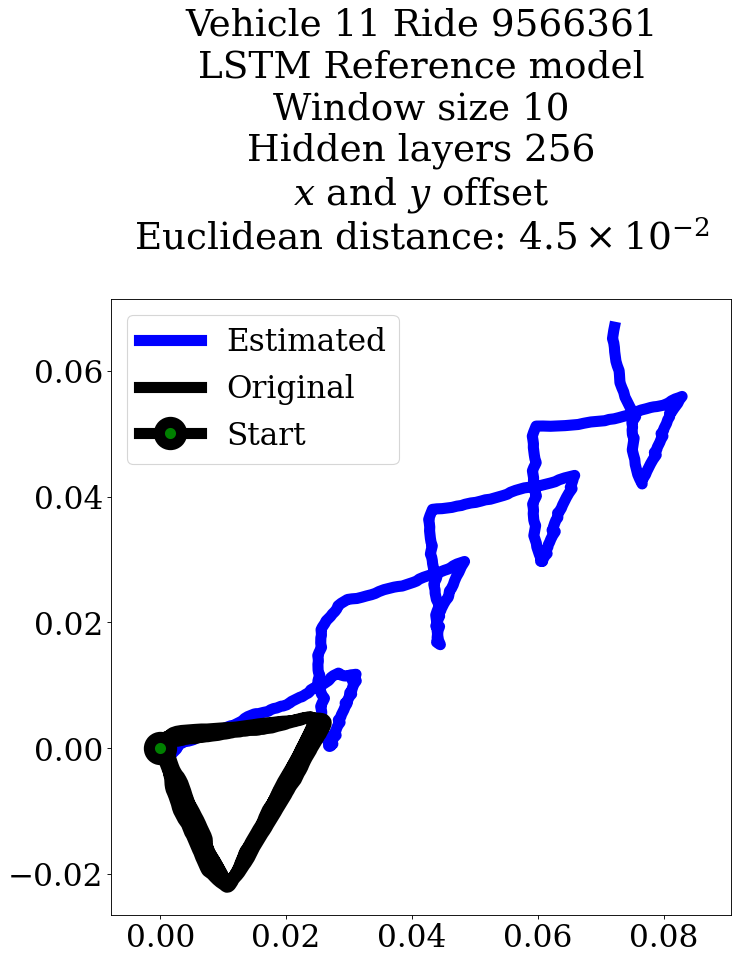 Vehicle 11 Ride 9566361
LSTM Reference model
Window size 10
Hidden layers 256
x and y offset
Euclidean distance: 4.5 × 10⁻²
Estimated
Original
Start
0.06
0.04
0.02
0.00
−0.02
0.00 0.02 0.04 0.06 0.08